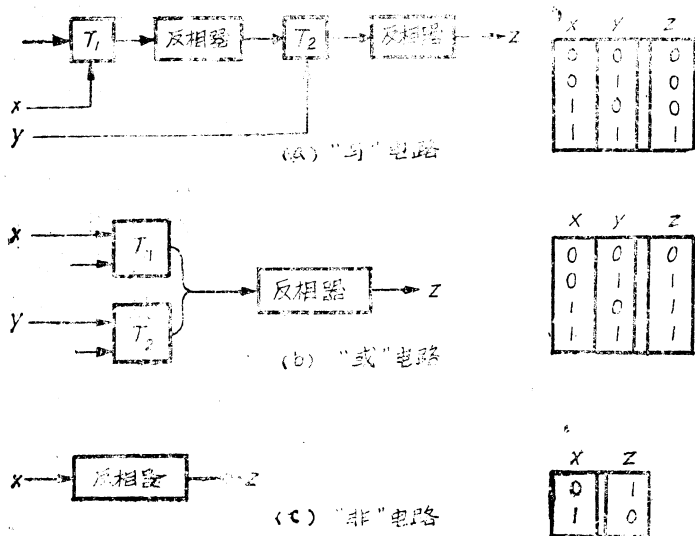 T₁ 反相器 T₂ 反相器 z
x
y
(a) "与" 电路
x y z
0 0 0
0 1 0
1 0 0
1 1 1
x T₁
反相器 z
y T₂
(b) "或" 电路
x y z
0 0 0
0 1 1
1 0 1
1 1 1
x 反相器 z
(c) "非" 电路
x z
0 1
1 0